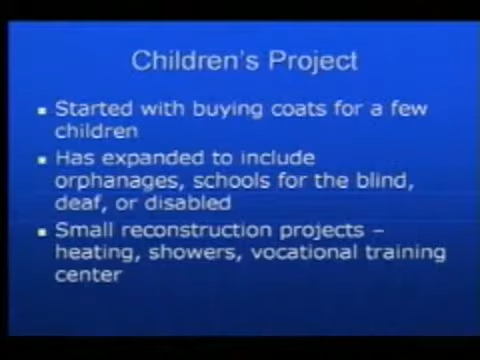 Children's Project
▪ Started with buying coats for a few
children
▪ Has expanded to include
orphanages, schools for the blind,
deaf, or disabled
▪ Small reconstruction projects –
heating, showers, vocational training
center